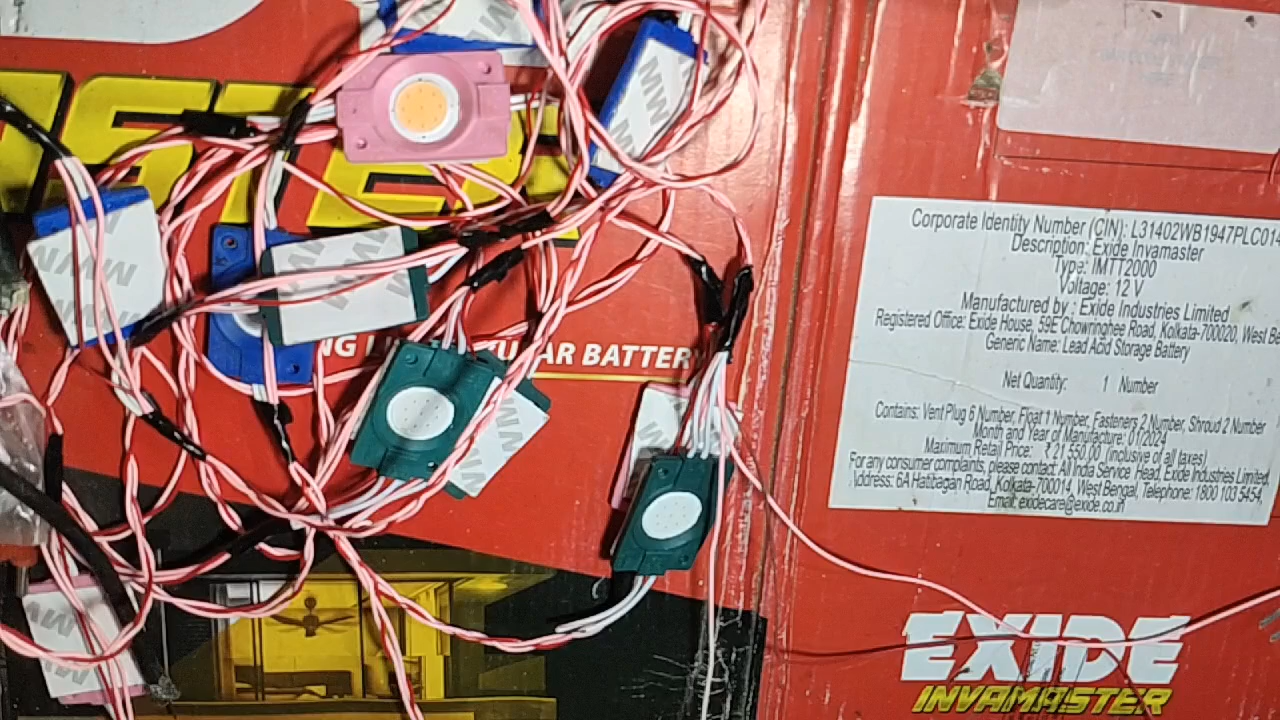 STER
NG L
ULAR BATTERY
Corporate Identity Number (CIN): L31402WB1947PLC014
Description: Exide Invamaster
Type: IMTT2000
Voltage: 12 V
Manufactured by : Exide Industries Limited
Registered Office: Exide House, 59E Chowringhee Road, Kolkata-700020, West Be
Generic Name: Lead Acid Storage Battery
Net Quantity: 1 Number
Contains: Vent Plug 6 Number, Float 1 Number, Fasteners 2 Number, Shroud 2 Number
Month and Year of Manufacture: 01/2024
Maximum Retail Price: ₹ 21,550.00 (inclusive of all taxes)
For any consumer complaints, please contact: All India Service Head, Exide Industries Limited,
Address: 6A Hatibagan Road, Kolkata-700014, West Bengal, Telephone: 1800 103 5454,
Email: exidecare@exide.co.in
EXIDE
INVAMASTER